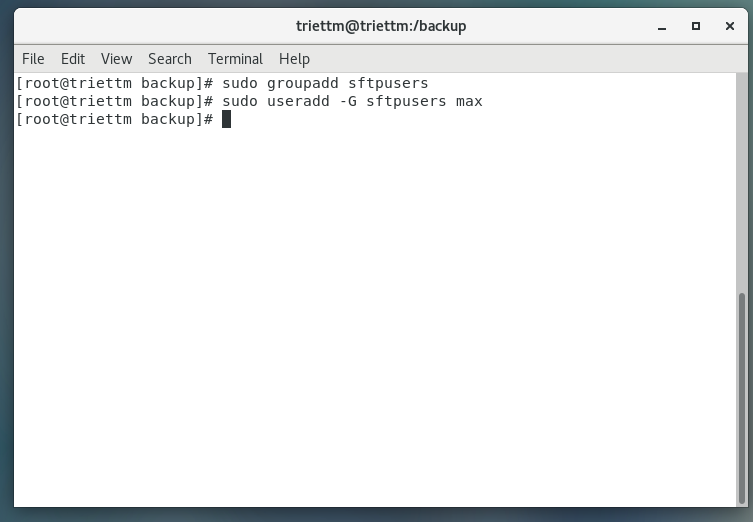 triettm@triettm:/backup
File Edit View Search Terminal Help
[root@triettm backup]# sudo groupadd sftpusers
[root@triettm backup]# sudo useradd -G sftpusers max
[root@triettm backup]#